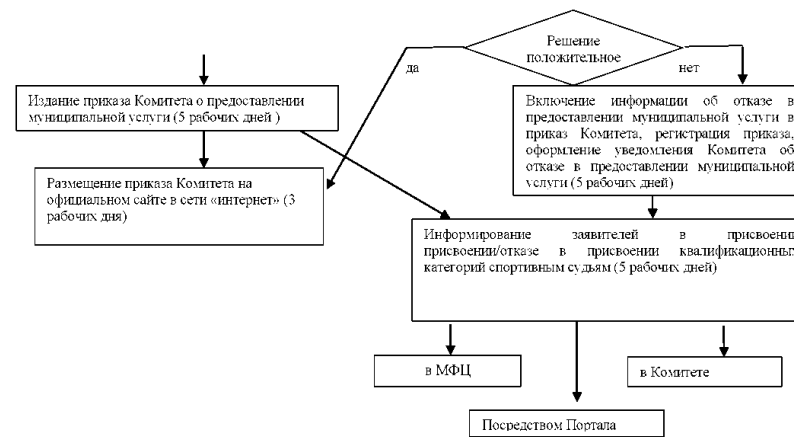 Решение
положительное
да
нет
Издание приказа Комитета о предоставлении
муниципальной услуги (5 рабочих дней )
Включение информации об отказе в
предоставлении муниципальной услуги в
приказ Комитета, регистрация приказа,
оформление уведомления Комитета об
отказе в предоставлении муниципальной
услуги (5 рабочих дней)
Размещение приказа Комитета на
официальном сайте в сети «интернет» (3
рабочих дня)
Информирование заявителей в присвоении
присвоении/отказе в присвоении квалификационных
категорий спортивным судьям (5 рабочих дней)
в МФЦ
в Комитете
Посредством Портала